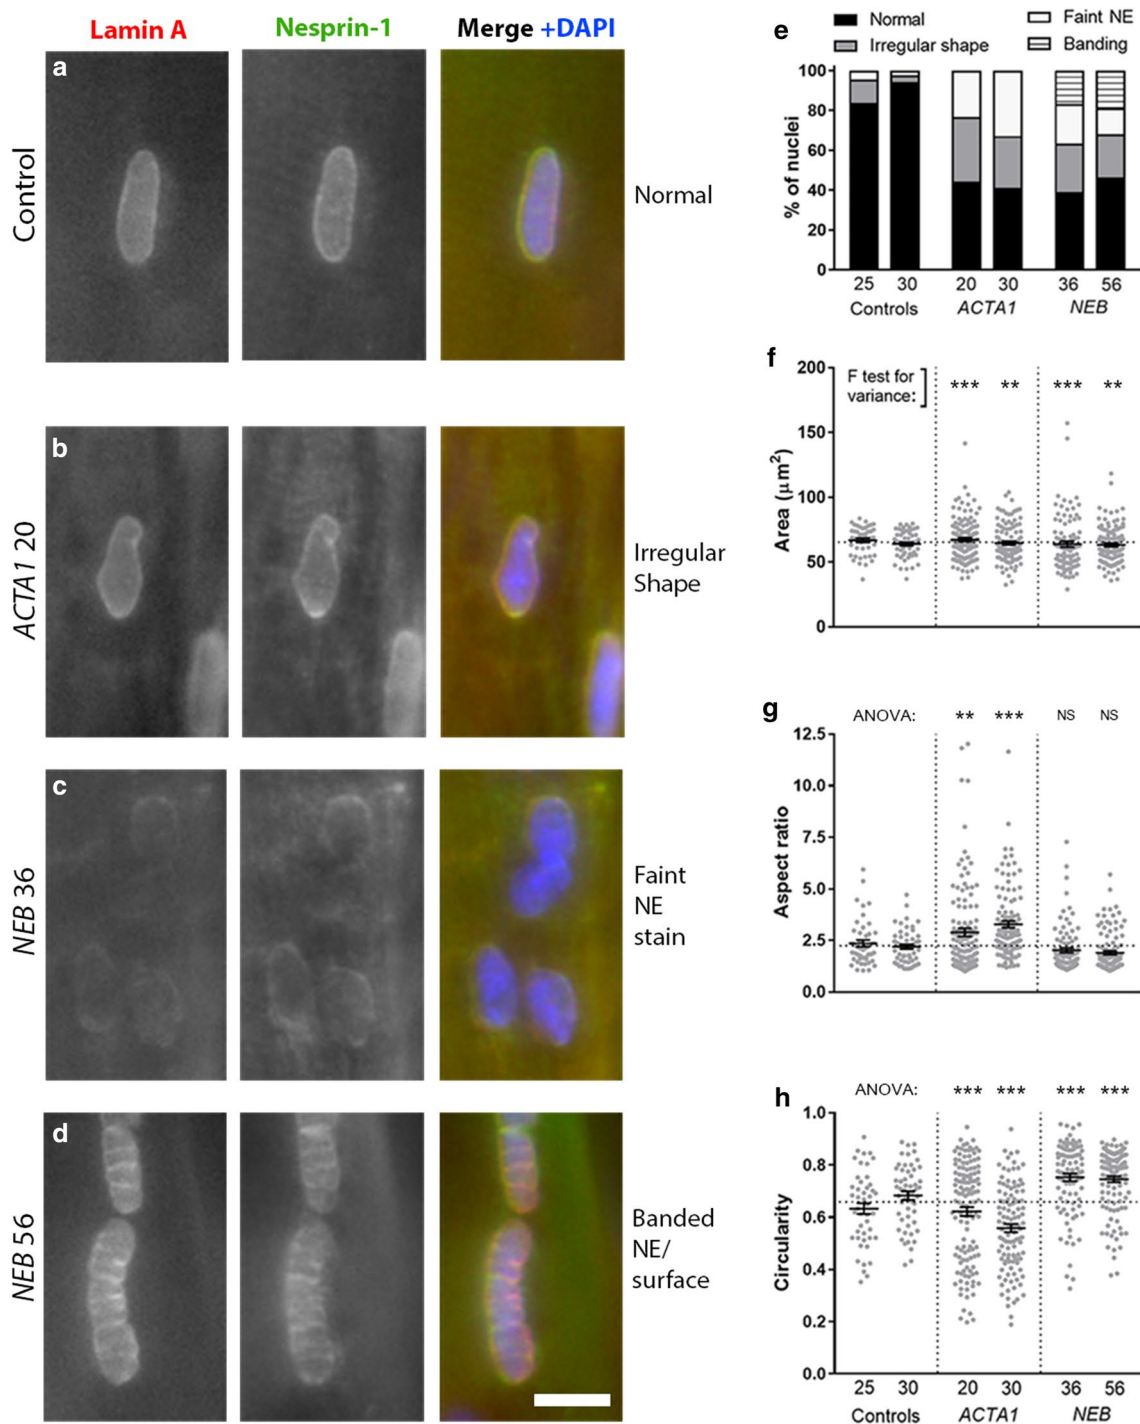 Lamin A
Nesprin-1
Merge +DAPI
a
Control
Normal
b
ACTA1 20
Irregular
Shape
c
NEB 36
Faint
NE
stain
d
NEB 56
Banded
NE/
surface
e
Normal
Irregular shape
Faint NE
Banding
% of nuclei
100
80
60
40
20
0
25 30 20 30 36 56
Controls ACTA1 NEB
f
F test for
variance:
*** ** *** **
Area (μm2)
200
150
100
50
0
g
ANOVA: ** *** NS NS
Aspect ratio
12.5
10.0
7.5
5.0
2.5
0.0
h
ANOVA: *** *** *** ***
Circularity
1.0
0.8
0.6
0.4
0.2
0.0
25 30 20 30 36 56
Controls ACTA1 NEB